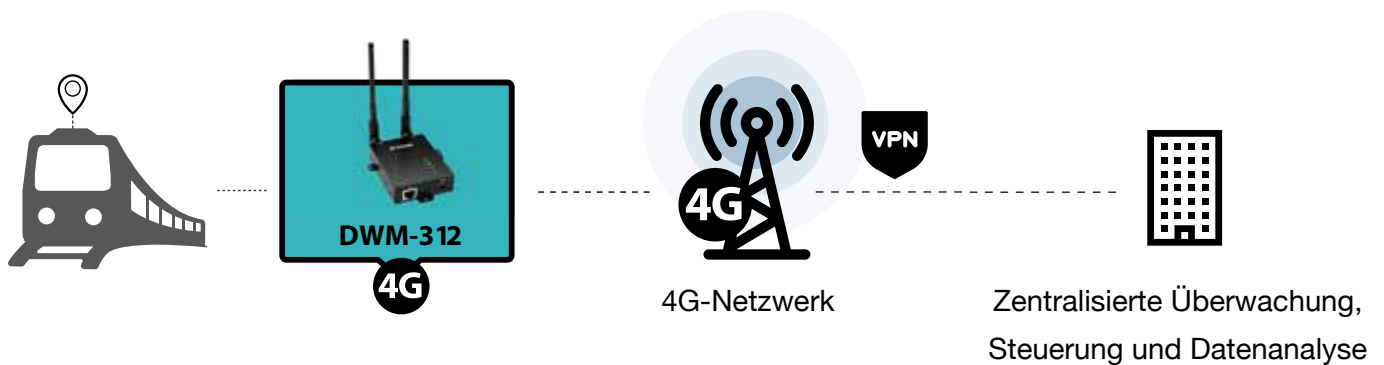 VPN
4G
DWM-312
4G
4G-Netzwerk
Zentralisierte Überwachung,
Steuerung und Datenanalyse